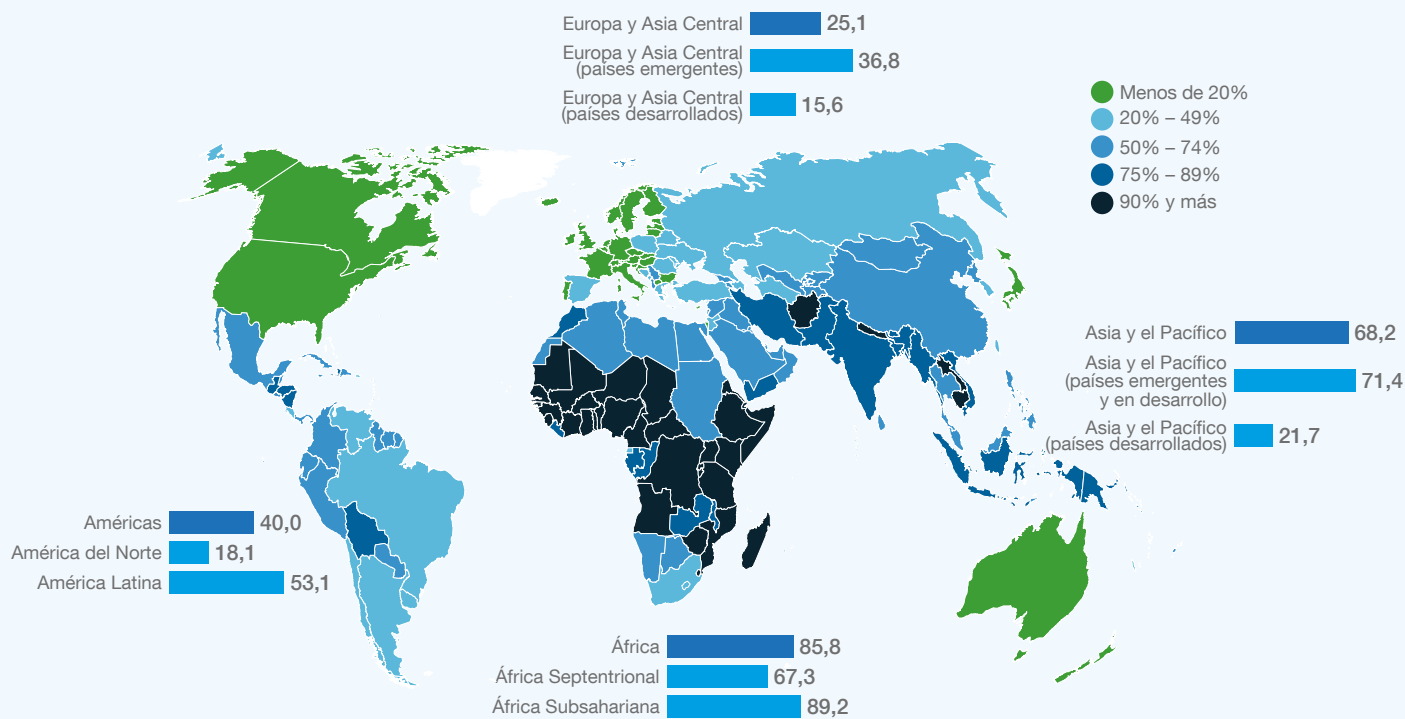 Europa y Asia Central 25,1
Europa y Asia Central
(países emergentes) 36,8
Europa y Asia Central
(países desarrollados) 15,6
Menos de 20%
20% – 49%
50% – 74%
75% – 89%
90% y más
Asia y el Pacífico 68,2
Asia y el Pacífico
(países emergentes
y en desarrollo) 71,4
Asia y el Pacífico
(países desarrollados) 21,7
Américas 40,0
América del Norte 18,1
América Latina 53,1
África 85,8
África Septentrional 67,3
África Subsahariana 89,2